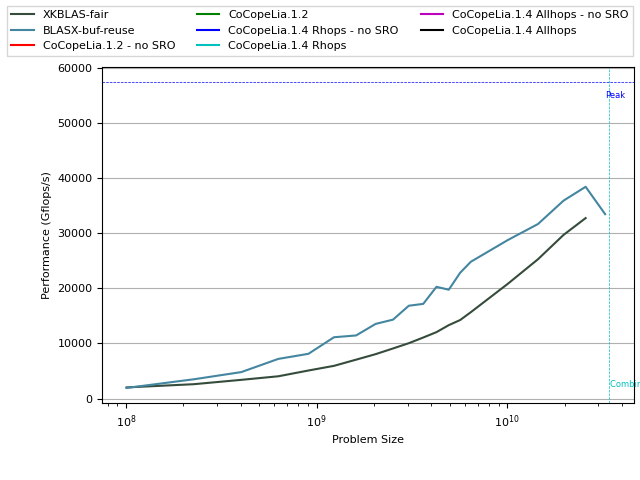 XKBLAS-fair
BLASX-buf-reuse
CoCopeLia.1.2 - no SRO
CoCopeLia.1.2
CoCopeLia.1.4 Rhops - no SRO
CoCopeLia.1.4 Rhops
CoCopeLia.1.4 Allhops - no SRO
CoCopeLia.1.4 Allhops
Performance (Gflops/s)
60000
50000
40000
30000
20000
10000
0
Peak
Combin
10^8
10^9
10^10
Problem Size